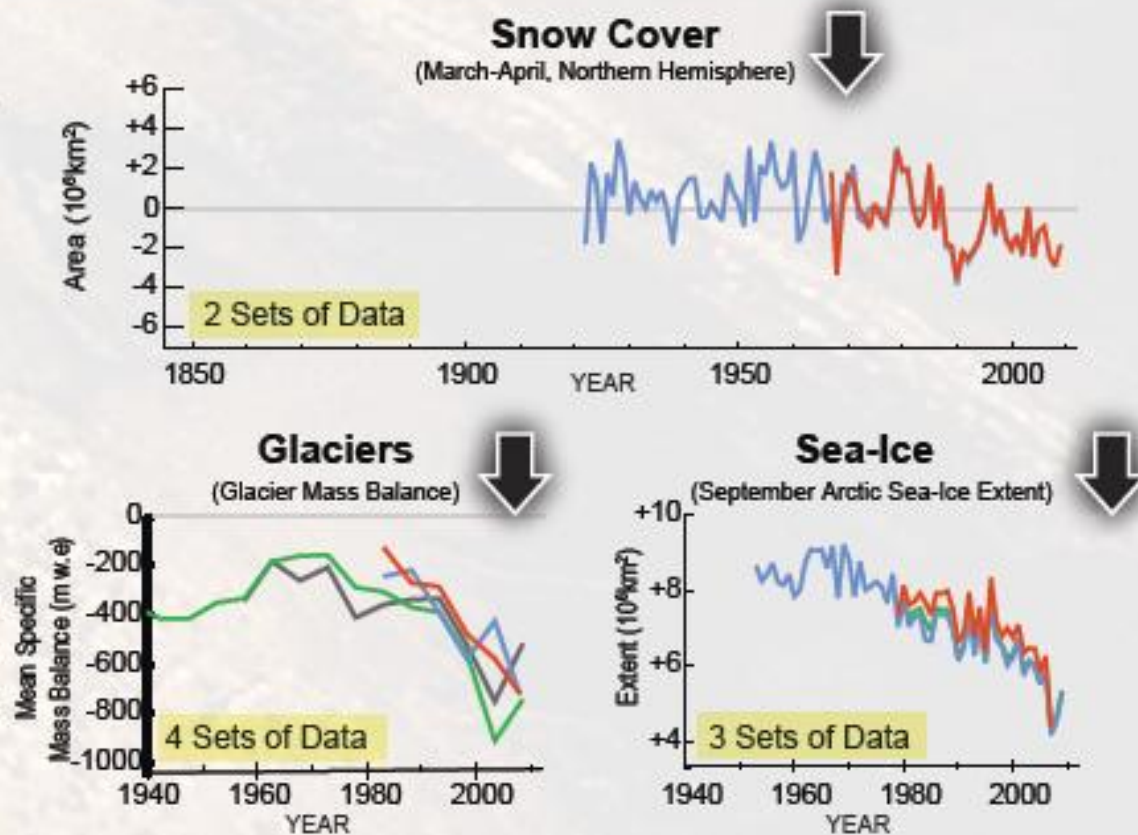 Snow Cover
(March-April, Northern Hemisphere)
Area (10⁶km²)
+6
+4
+2
0
-2
-4
-6
2 Sets of Data
1850
1900
1950
2000
YEAR
Glaciers
(Glacier Mass Balance)
Mean Specific
Mass Balance (m w.e)
0
-200
-400
-600
-800
-1000
4 Sets of Data
1940
1960
1980
2000
YEAR
Sea-Ice
(September Arctic Sea-Ice Extent)
Extent (10⁶km²)
+10
+8
+6
+4
3 Sets of Data
1940
1960
1980
2000
YEAR